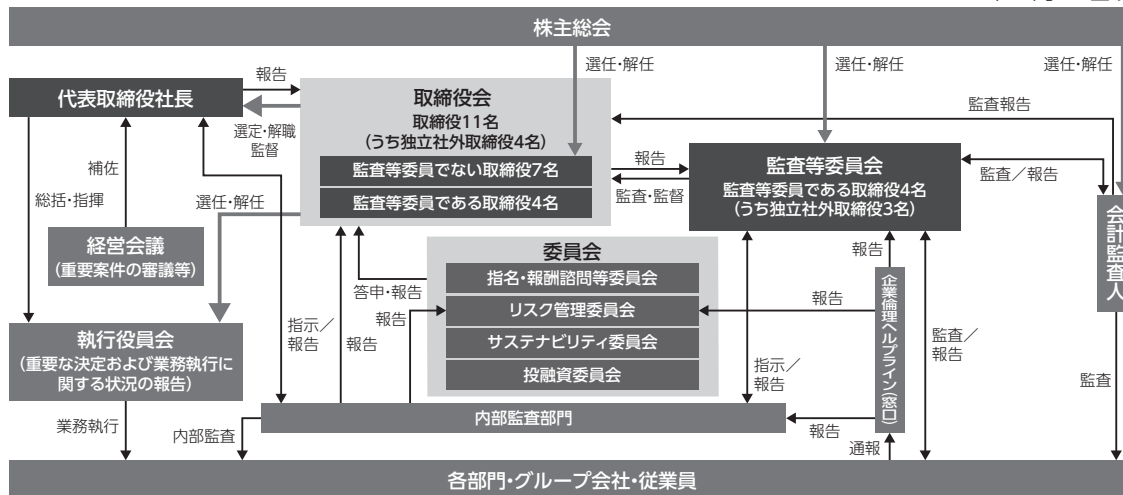 株主総会
選任・解任
選任・解任
選任・解任
代表取締役社長
報告
選定・解職
監督
取締役会
取締役11名
(うち独立社外取締役4名)
監査等委員でない取締役7名
監査等委員である取締役4名
報告
監査・監督
監査等委員会
監査等委員である取締役4名
(うち独立社外取締役3名)
監査報告
監査/報告
会計監査人
補佐
総括・指揮
選任・解任
経営会議
(重要案件の審議等)
委員会
指名・報酬諮問等委員会
リスク管理委員会
サステナビリティ委員会
投融資委員会
答申・報告
報告
報告
報告
企業倫理ヘルプライン(窓口)
執行役員会
(重要な決定および業務執行に
関する状況の報告)
指示/
報告
報告
指示/
報告
監査/
報告
監査
業務執行
内部監査
内部監査部門
報告
通報
各部門・グループ会社・従業員